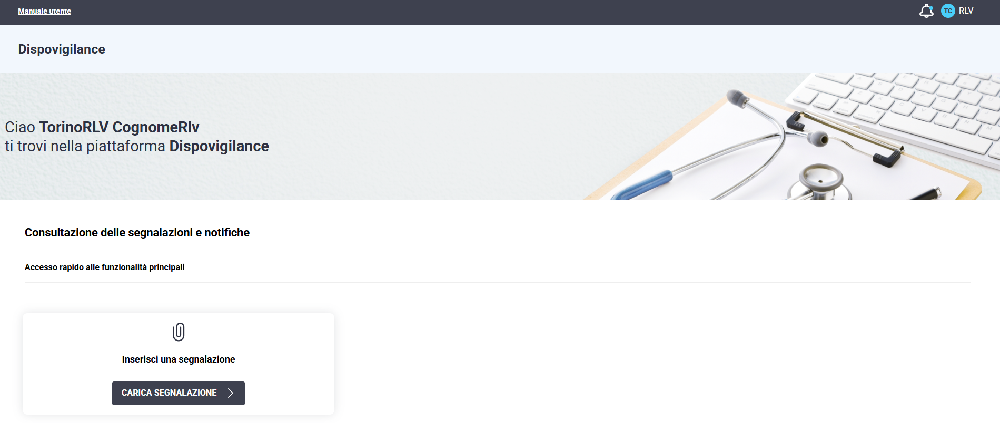 Manuale utente
TC RLV
Dispovigilance
Ciao TorinoRLV CognomeRlv
ti trovi nella piattaforma Dispovigilance
Consultazione delle segnalazioni e notifiche
Accesso rapido alle funzionalità principali
Inserisci una segnalazione
CARICA SEGNALAZIONE